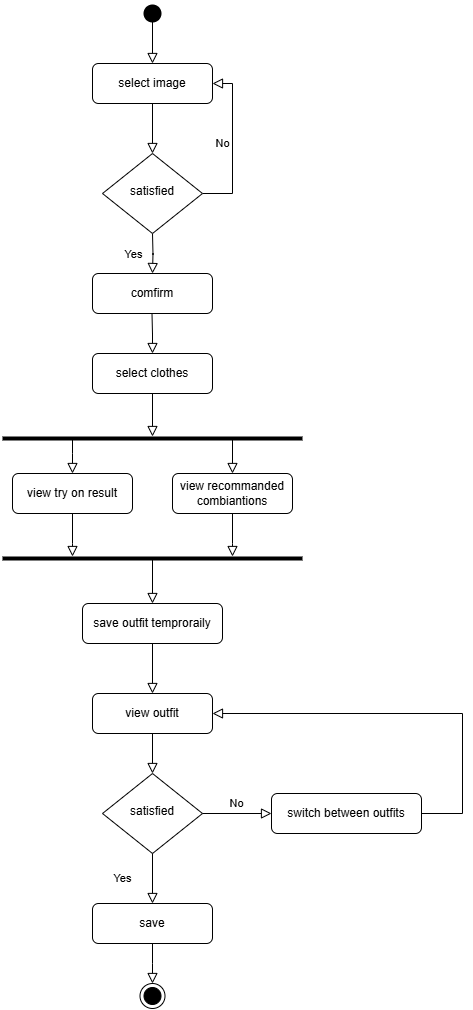 select image
No
satisfied
Yes
comfirm
select clothes
view try on result
view recommanded
combiantions
save outfit temproraily
view outfit
satisfied
No
switch between outfits
Yes
save